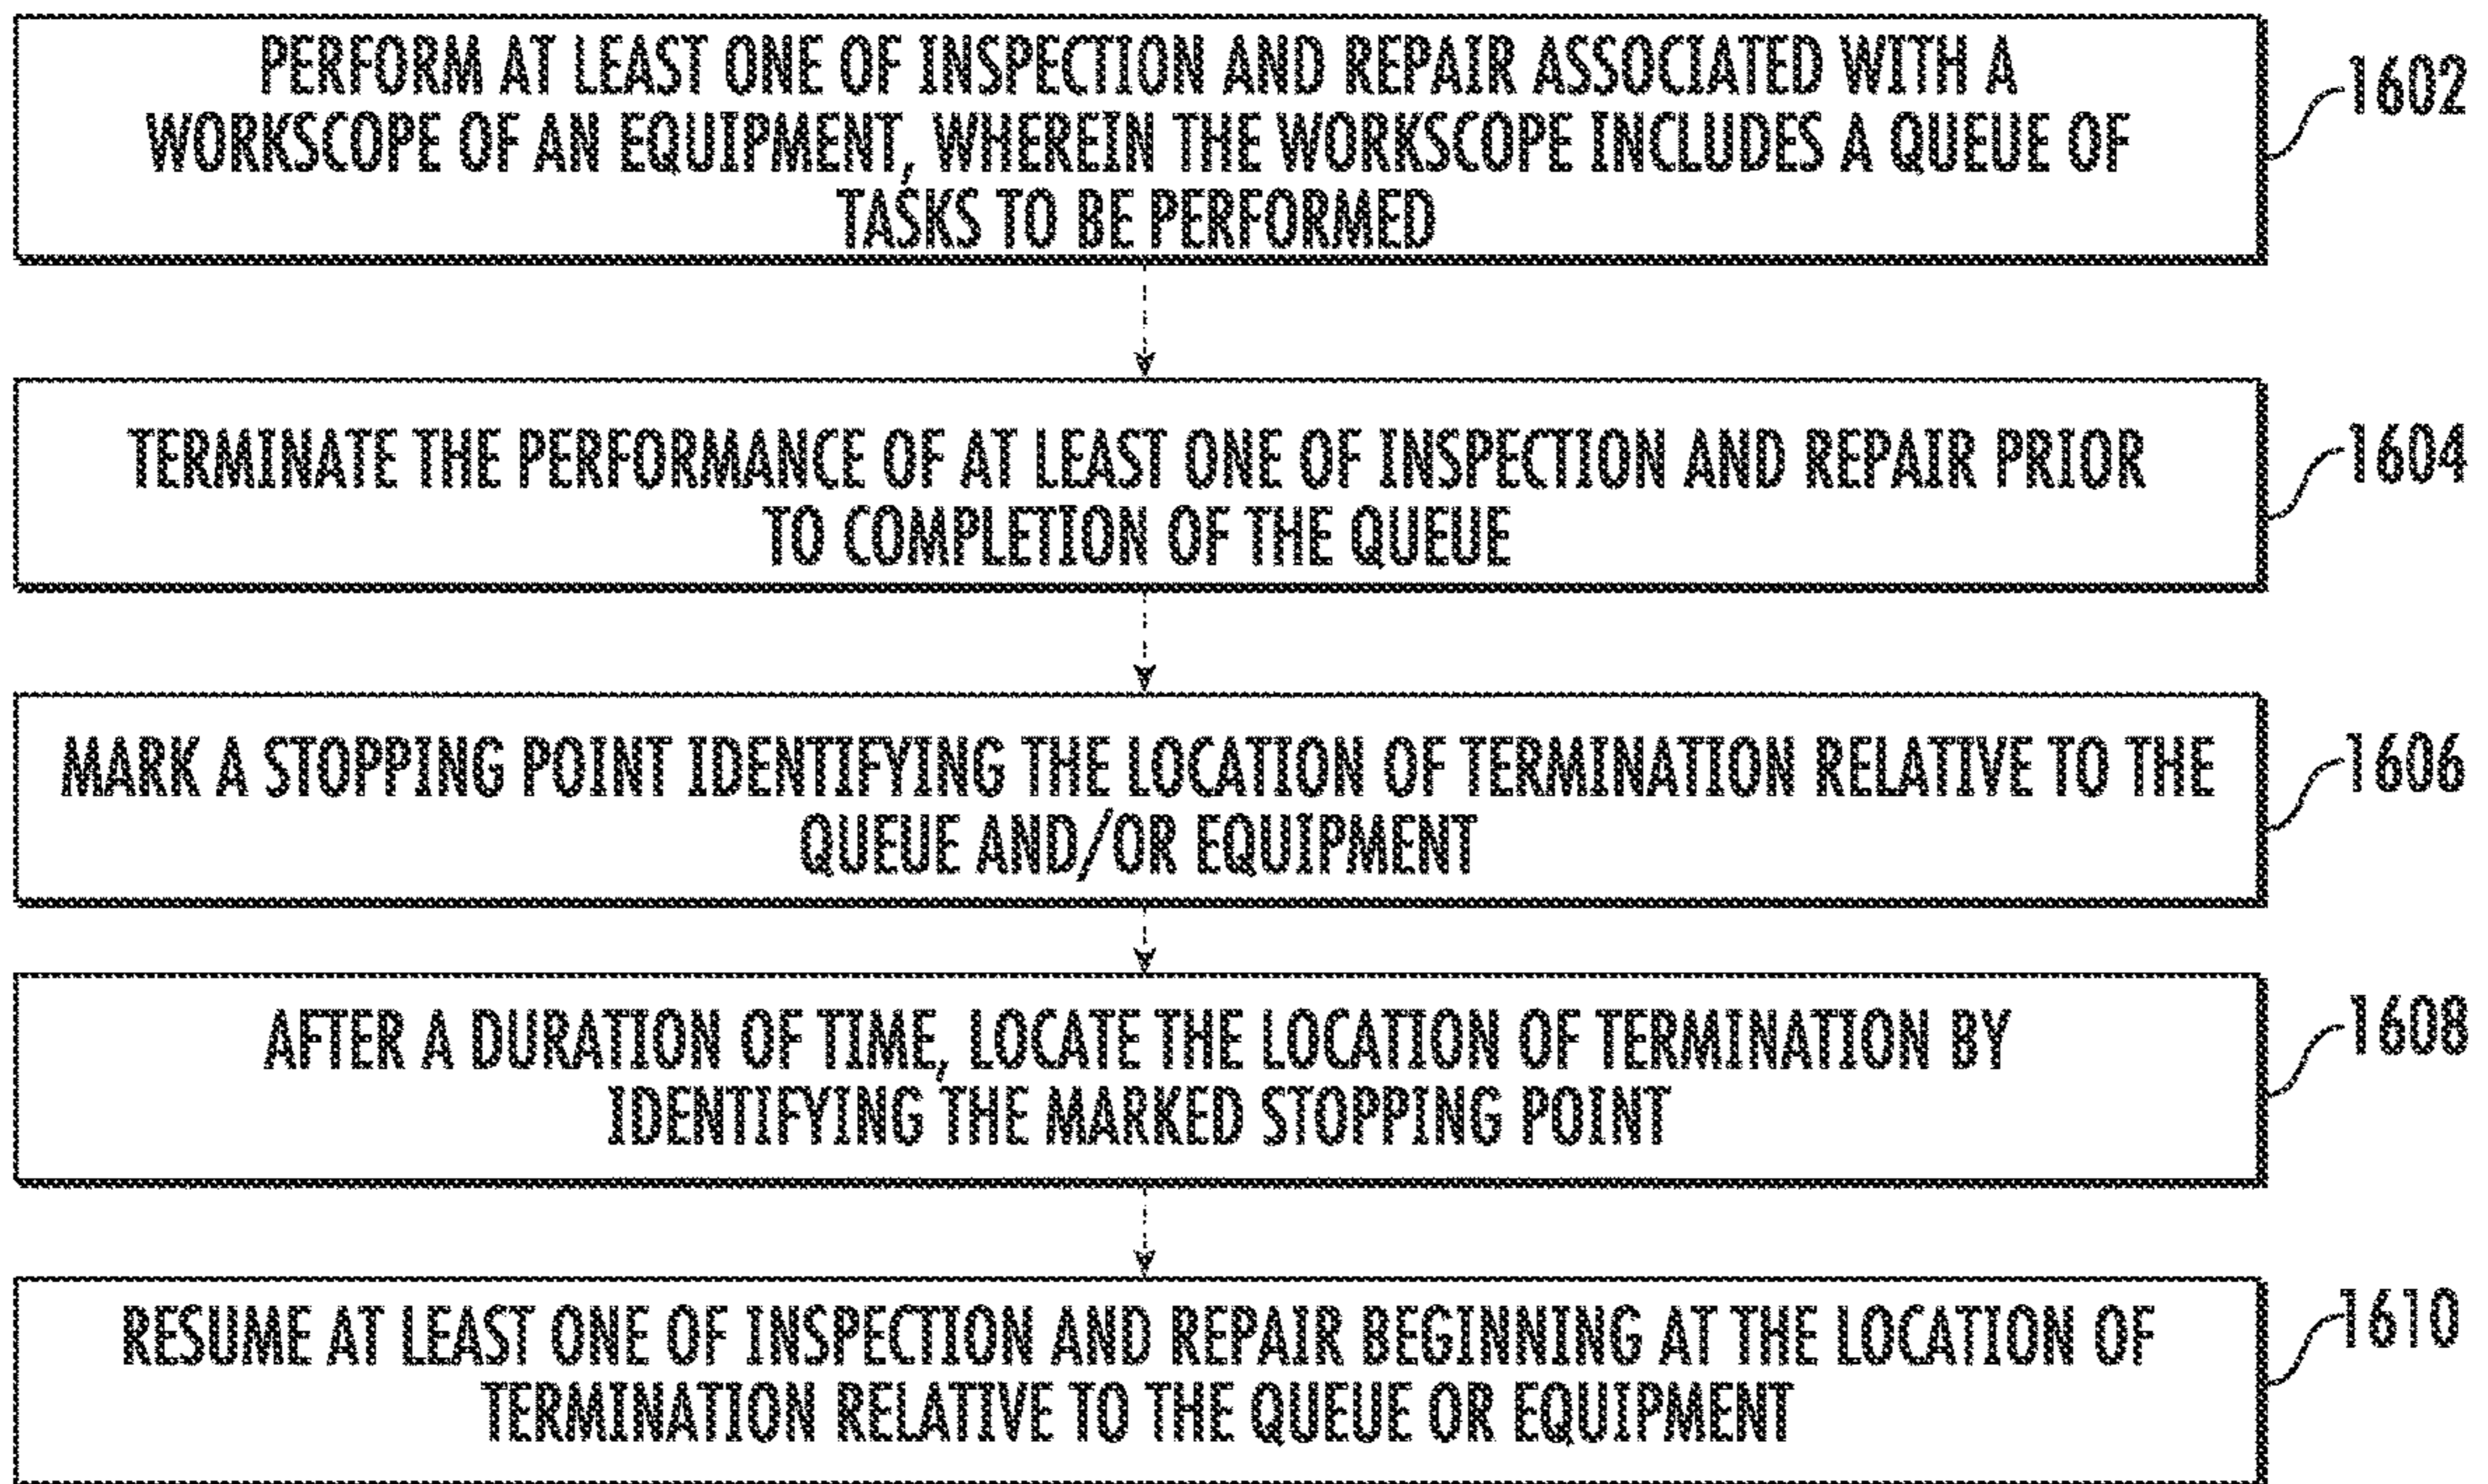 PERFORM AT LEAST ONE OF INSPECTION AND REPAIR ASSOCIATED WITH A
WORKSCOPE OF AN EQUIPMENT, WHEREIN THE WORKSCOPE INCLUDES A QUEUE OF
TASKS TO BE PERFORMED
1602
TERMINATE THE PERFORMANCE OF AT LEAST ONE OF INSPECTION AND REPAIR PRIOR
TO COMPLETION OF THE QUEUE
1604
MARK A STOPPING POINT IDENTIFYING THE LOCATION OF TERMINATION RELATIVE TO THE
QUEUE AND/OR EQUIPMENT
1606
AFTER A DURATION OF TIME, LOCATE THE LOCATION OF TERMINATION BY
IDENTIFYING THE MARKED STOPPING POINT
1608
RESUME AT LEAST ONE OF INSPECTION AND REPAIR BEGINNING AT THE LOCATION OF
TERMINATION RELATIVE TO THE QUEUE OR EQUIPMENT
1610